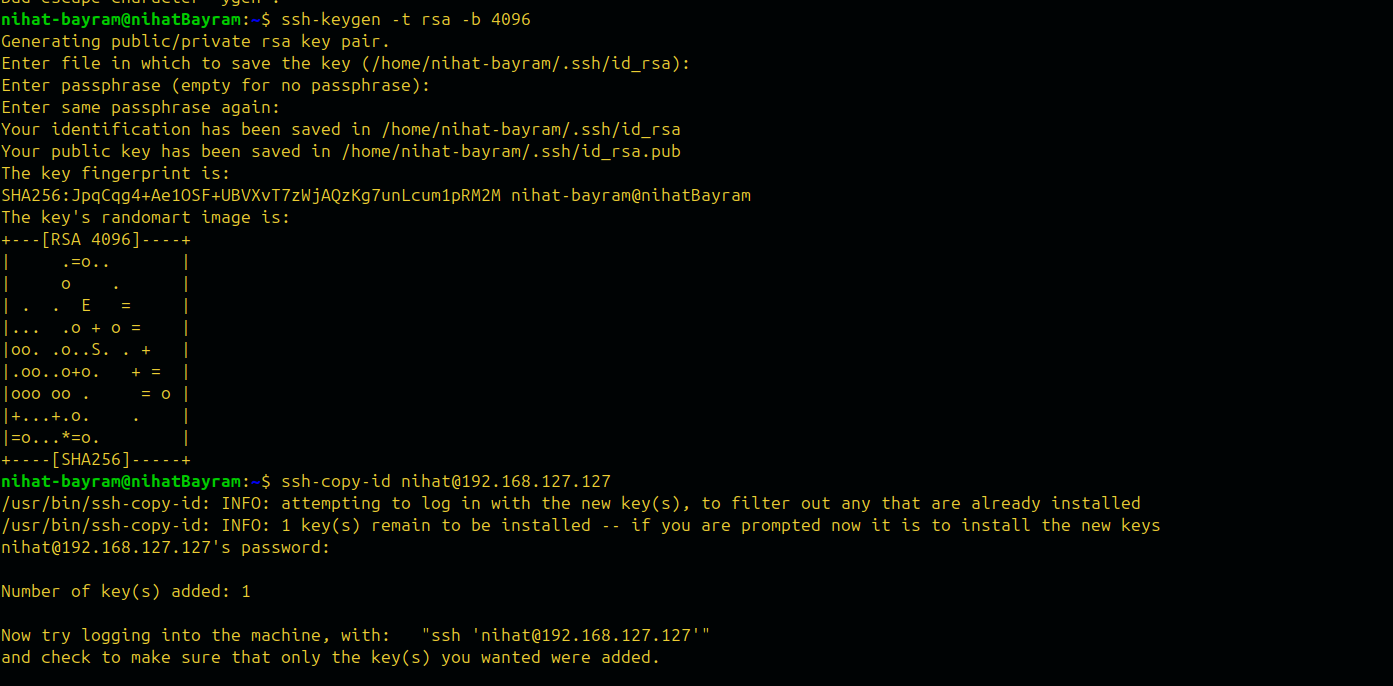 nihat-bayram@nihatBayram:~$ ssh-keygen -t rsa -b 4096
Generating public/private rsa key pair.
Enter file in which to save the key (/home/nihat-bayram/.ssh/id_rsa):
Enter passphrase (empty for no passphrase):
Enter same passphrase again:
Your identification has been saved in /home/nihat-bayram/.ssh/id_rsa
Your public key has been saved in /home/nihat-bayram/.ssh/id_rsa.pub
The key fingerprint is:
SHA256:JpqCqg4+Ae1OSF+UBVXvT7zWjAQzKg7unLcum1pRM2M nihat-bayram@nihatBayram
The key's randomart image is:
+---[RSA 4096]----+
|     .=o..       |
|     o    .      |
| .  .  E   =     |
|...  .o + o =    |
|oo. .o..S. . +   |
|.oo..o+o.   + =  |
|ooo oo .     = o |
|+...+.o.    .    |
|=o...*=o.        |
+----[SHA256]-----+
nihat-bayram@nihatBayram:~$ ssh-copy-id nihat@192.168.127.127
/usr/bin/ssh-copy-id: INFO: attempting to log in with the new key(s), to filter out any that are already installed
/usr/bin/ssh-copy-id: INFO: 1 key(s) remain to be installed -- if you are prompted now it is to install the new keys
nihat@192.168.127.127's password:
Number of key(s) added: 1
Now try logging into the machine, with:   "ssh 'nihat@192.168.127.127'"
and check to make sure that only the key(s) you wanted were added.